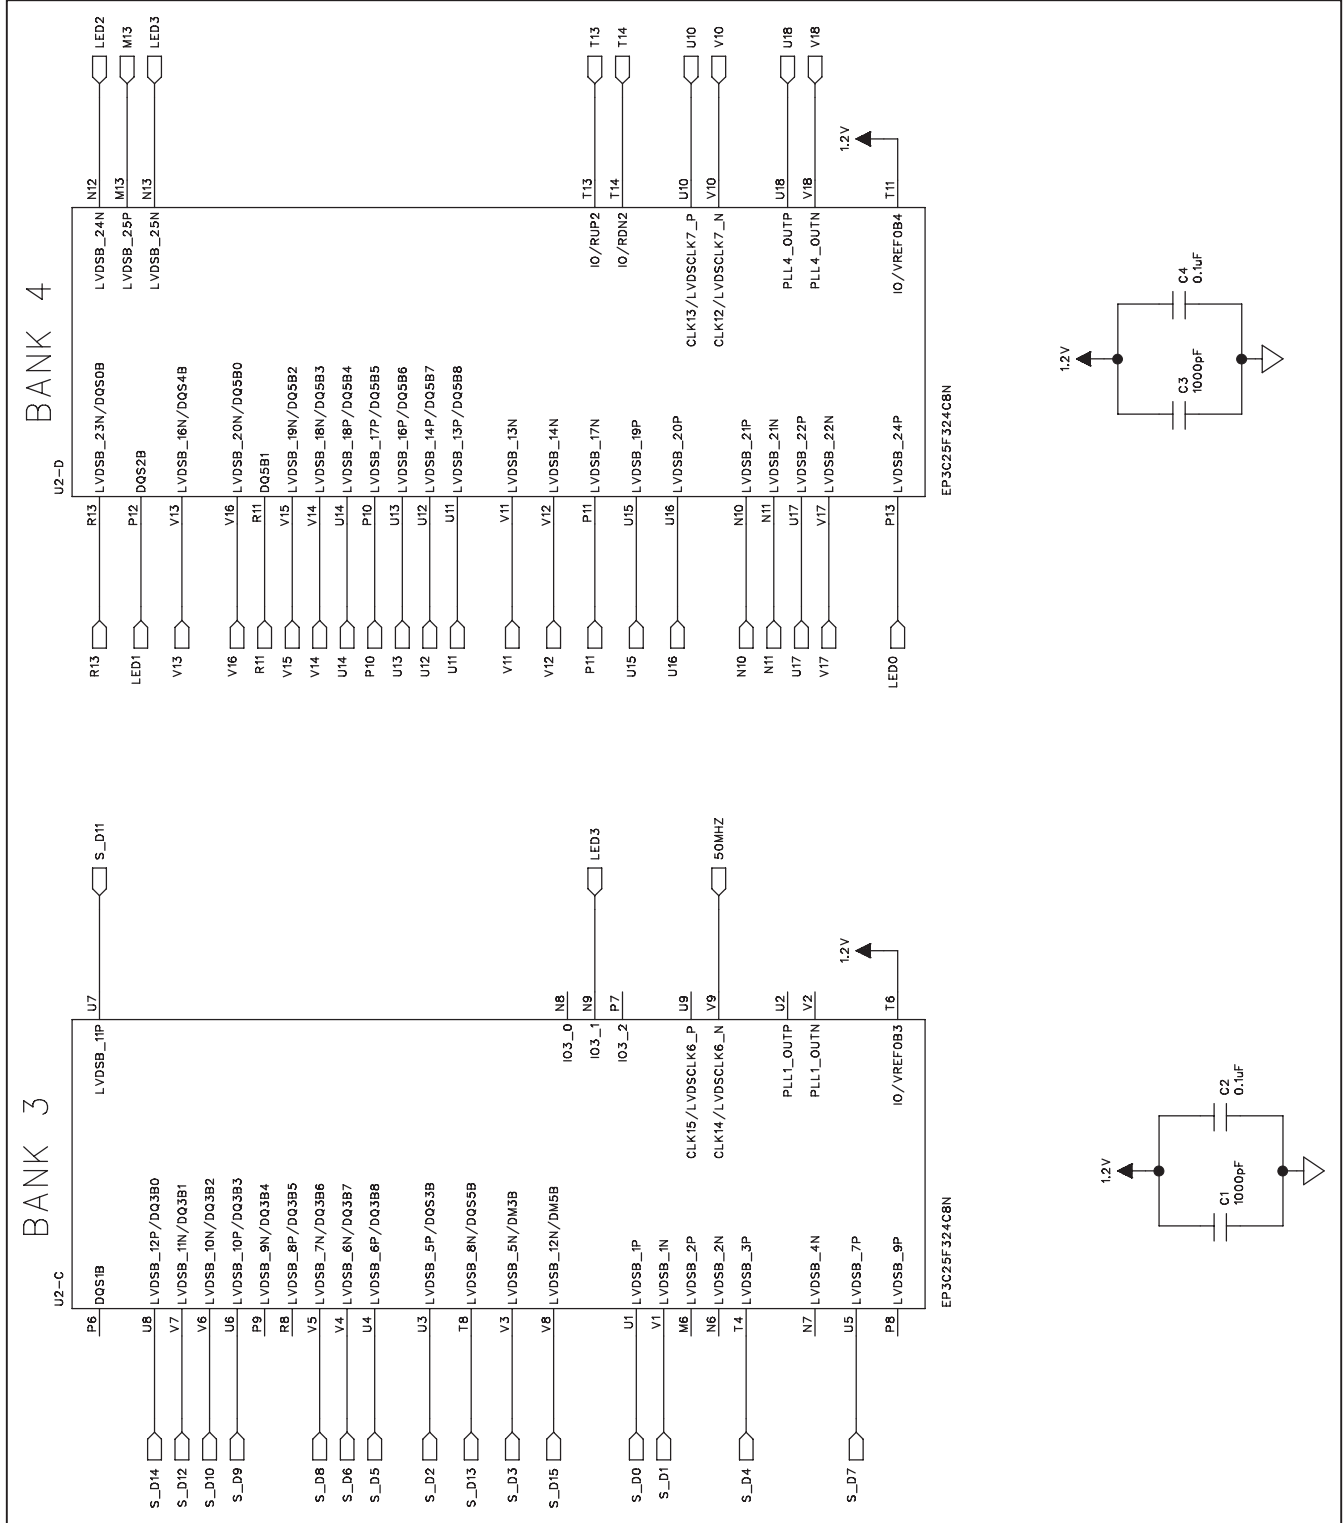 BANK 3
U2-C
P6 DQS1B
S_D14 U8 LVDSB_12P/DQ3B0
S_D12 V7 LVDSB_11N/DQ3B1
S_D10 V6 LVDSB_10N/DQ3B2
S_D9 U6 LVDSB_10P/DQ3B3
P9 LVDSB_9N/DQ3B4
R8 LVDSB_8P/DQ3B5
S_D8 V5 LVDSB_7N/DQ3B6
S_D6 V4 LVDSB_6N/DQ3B7
S_D5 U4 LVDSB_6P/DQ3B8
S_D2 U3 LVDSB_5P/DQS3B
S_D13 T8 LVDSB_8N/DQS5B
S_D3 V3 LVDSB_5N/DM3B
S_D15 V8 LVDSB_12N/DM5B
S_D0 U1 LVDSB_1P
S_D1 V1 LVDSB_1N
M6 LVDSB_2P
N6 LVDSB_2N
S_D4 T4 LVDSB_3P
N7 LVDSB_4N
S_D7 U5 LVDSB_7P
P8 LVDSB_9P
LVDSB_11P U7 S_D11
IO3_0 N8
IO3_1 N9 LED3
IO3_2 P7
CLK15/LVDSCLK6_P U9
CLK14/LVDSCLK6_N V9 50MHZ
PLL1_OUTP U2
PLL1_OUTN V2
IO/VREF0B3 T6
1.2V
EP3C25F324C8N
1.2V
C1
1000pF
C2
0.1uF
BANK 4
U2-D
R13 R13 LVDSB_23N/DQS0B
LED1 P12 DQS2B
V13 V13 LVDSB_16N/DQS4B
V16 V16 LVDSB_20N/DQ5B0
R11 R11 DQ5B1
V15 V15 LVDSB_19N/DQ5B2
V14 V14 LVDSB_18N/DQ5B3
U14 U14 LVDSB_18P/DQ5B4
P10 P10 LVDSB_17P/DQ5B5
U13 U13 LVDSB_16P/DQ5B6
U12 U12 LVDSB_14P/DQ5B7
U11 U11 LVDSB_13P/DQ5B8
V11 V11 LVDSB_13N
V12 V12 LVDSB_14N
P11 P11 LVDSB_17N
U15 U15 LVDSB_19P
U16 U16 LVDSB_20P
N10 N10 LVDSB_21P
N11 N11 LVDSB_21N
U17 U17 LVDSB_22P
V17 V17 LVDSB_22N
LED0 P13 LVDSB_24P
LVDSB_24N N12 LED2
LVDSB_25P M13 M13
LVDSB_25N N13 LED3
IO/RUP2 T13 T13
IO/RDN2 T14 T14
CLK13/LVDSCLK7_P U10 U10
CLK12/LVDSCLK7_N V10 V10
PLL4_OUTP U18 U18
PLL4_OUTN V18 V18
IO/VREF0B4 T11
1.2V
EP3C25F324C8N
1.2V
C3
1000pF
C4
0.1uF